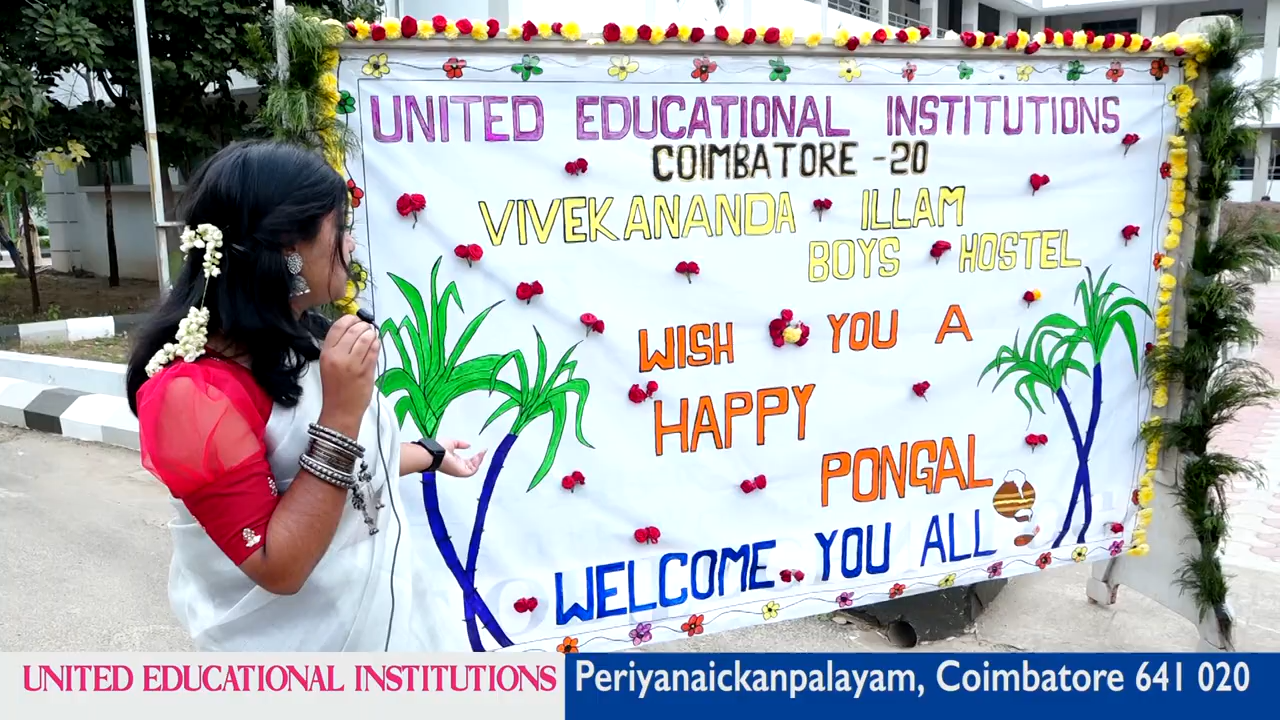 UNITED EDUCATIONAL INSTITUTIONS
COIMBATORE -20
VIVEKANANDA ILLAM
BOYS HOSTEL
WISH YOU A
HAPPY
PONGAL
WELCOME YOU ALL
UNITED EDUCATIONAL INSTITUTIONS
Periyanaickanpalayam, Coimbatore 641 020